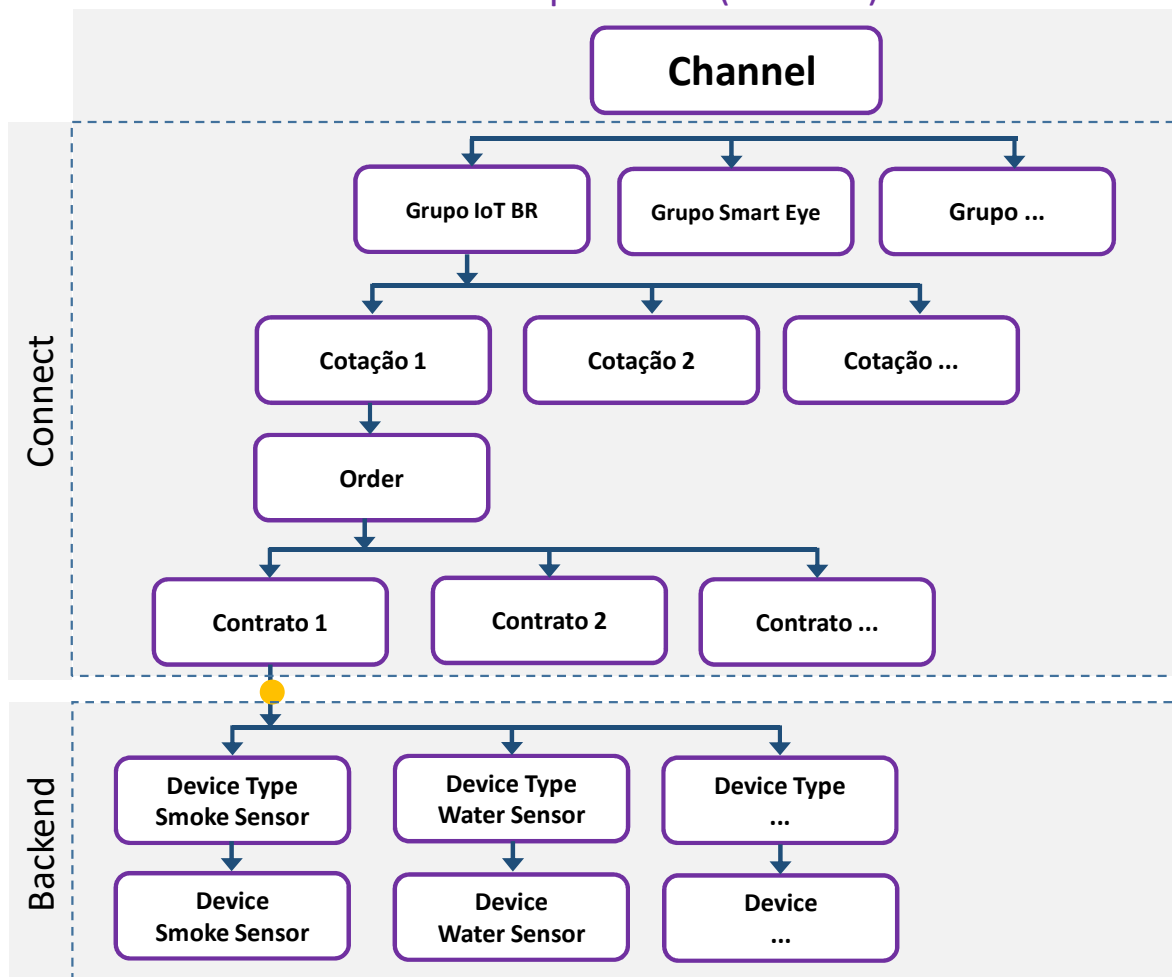 Channel
Connect
Grupo IoT BR
Grupo Smart Eye
Grupo ...
Cotação 1
Cotação 2
Cotação ...
Order
Contrato 1
Contrato 2
Contrato ...
Backend
Device Type
Smoke Sensor
Device Type
Water Sensor
Device Type
...
Device
Smoke Sensor
Device
Water Sensor
Device
...